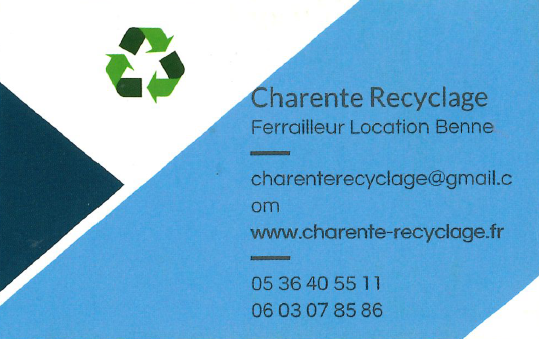 Charente Recyclage
Ferrailleur Location Benne
charenterecyclage@gmail.c
om
www.charente-recyclage.fr
05 36 40 55 11
06 03 07 85 86